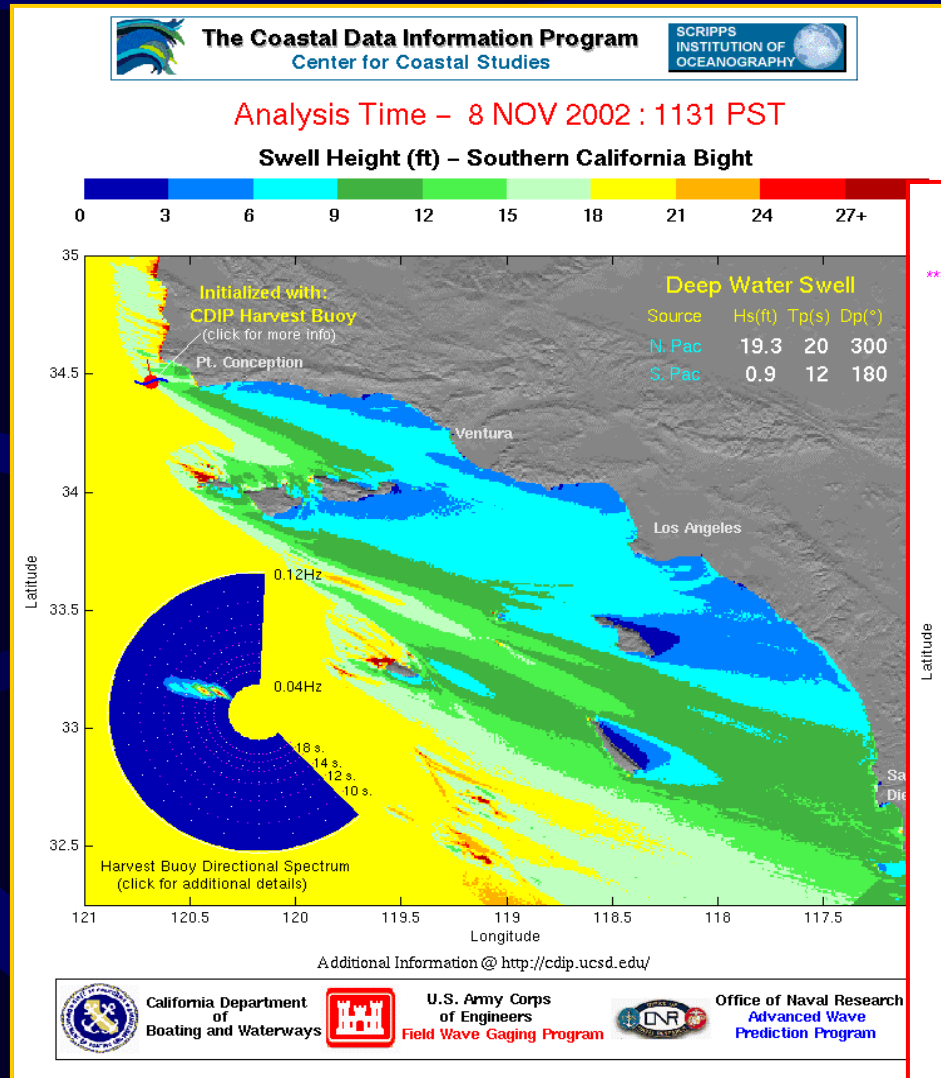 The Coastal Data Information Program
Center for Coastal Studies
SCRIPPS
INSTITUTION OF
OCEANOGRAPHY
Analysis Time – 8 NOV 2002 : 1131 PST
Swell Height (ft) – Southern California Bight
0 3 6 9 12 15 18 21 24 27+
35
34.5
34
33.5
33
32.5
Latitude
Initialized with:
CDIP Harvest Buoy
(click for more info)
Pt. Conception
Deep Water Swell
Source Hs(ft) Tp(s) Dp(°)
N. Pac 19.3 20 300
S. Pac 0.9 12 180
**
Ventura
Los Angeles
Sa
Die
0.12Hz
0.04Hz
18 s.
14 s.
12 s.
10 s.
Harvest Buoy Directional Spectrum
(click for additional details)
Latitude
121 120.5 120 119.5 119 118.5 118 117.5
Longitude
Additional Information @ http://cdip.ucsd.edu/
California Department
of
Boating and Waterways
U.S. Army Corps
of Engineers
Field Wave Gaging Program
ONR
Office of Naval Research
Advanced Wave
Prediction Program